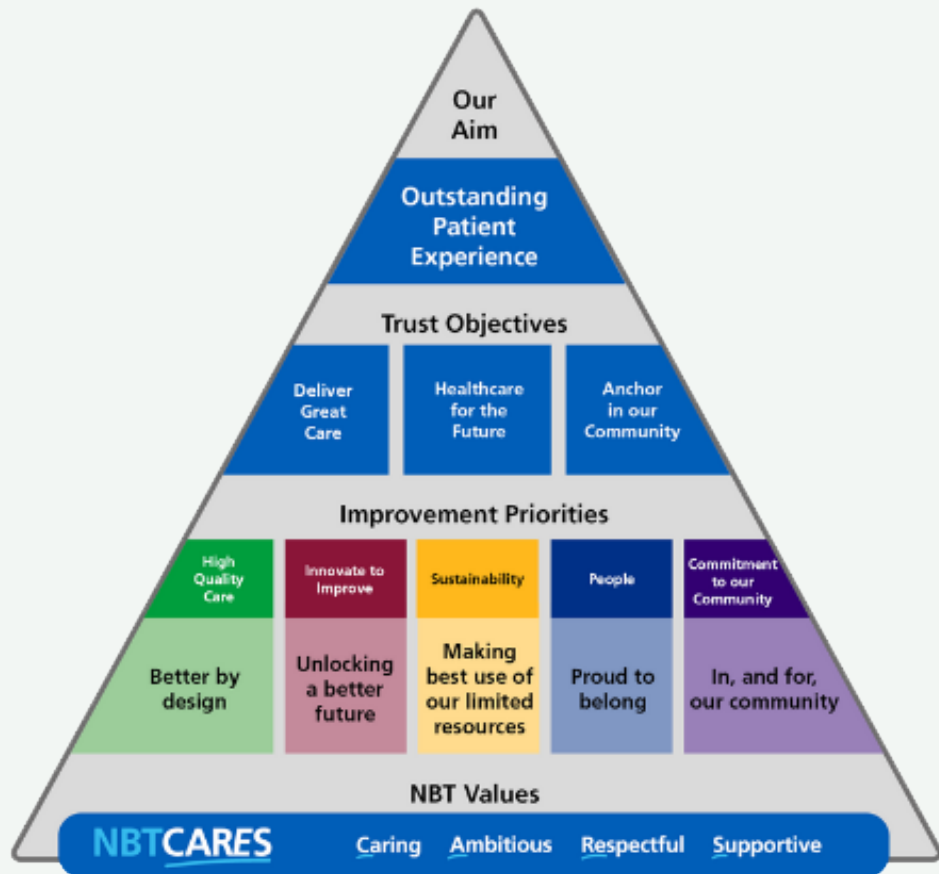 Our
Aim
Outstanding
Patient
Experience
Trust Objectives
Deliver
Great
Care
Healthcare
for the
Future
Anchor
in our
Community
Improvement Priorities
High
Quality
Care
Innovate to
Improve
Sustainability
People
Commitment
to our
Community
Better by
design
Unlocking
a better
future
Making
best use of
our limited
resources
Proud to
belong
In, and for,
our community
NBT Values
NBTCARES Caring Ambitious Respectful Supportive